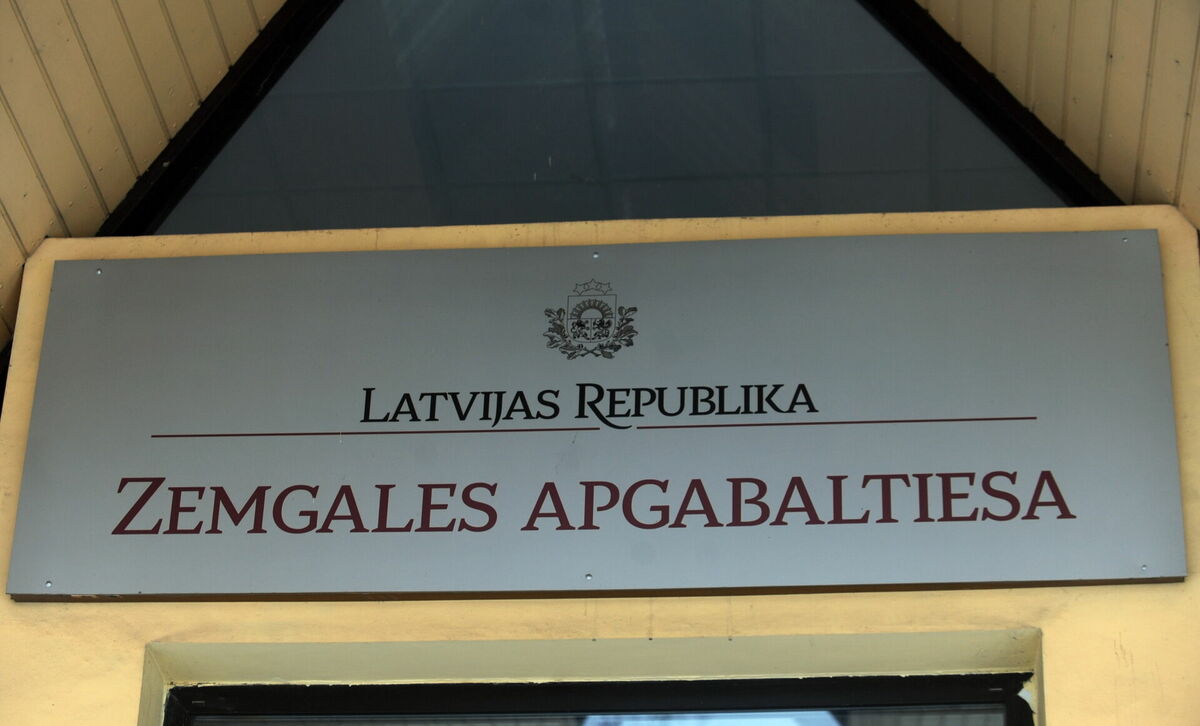 Latvijas Republika
Zemgales apgabaltiesa